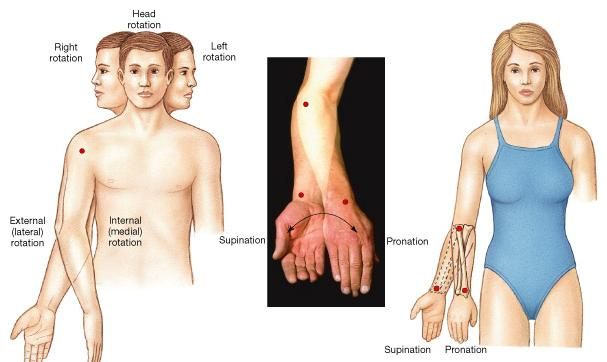 Head
rotation
Right
rotation
Left
rotation
External
(lateral)
rotation
Internal
(medial)
rotation
Supination
Pronation
Supination
Pronation